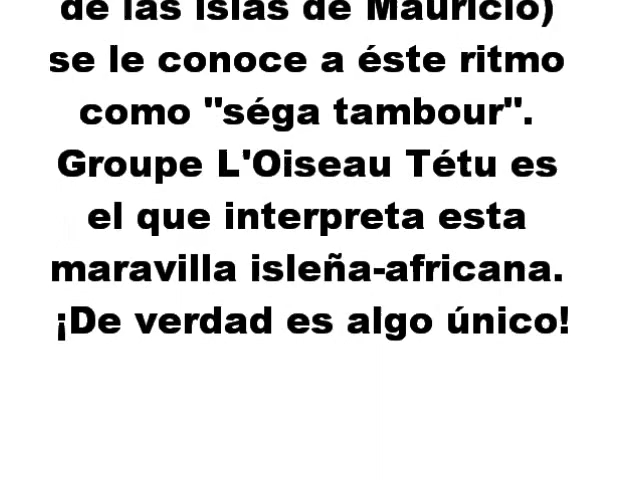 de las islas de Mauricio)
se le conoce a éste ritmo
como "séga tambour".
Groupe L'Oiseau Tétu es
el que interpreta esta
maravilla isleña-africana.
¡De verdad es algo único!